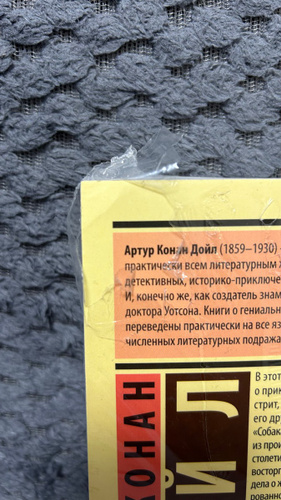 Артур Конан Дойл (1859–1930) –
практически всем литературным
детективных, историко-приключе
И, конечно же, как создатель знам
доктора Уотсона. Книги о гениальн
переведены практически на все яз
численных литературных подража
КОНАН
Й Л
В этот
о прик
стрит,
его др
«Собак
из прои
столети
восторг
дела о ж
рованно